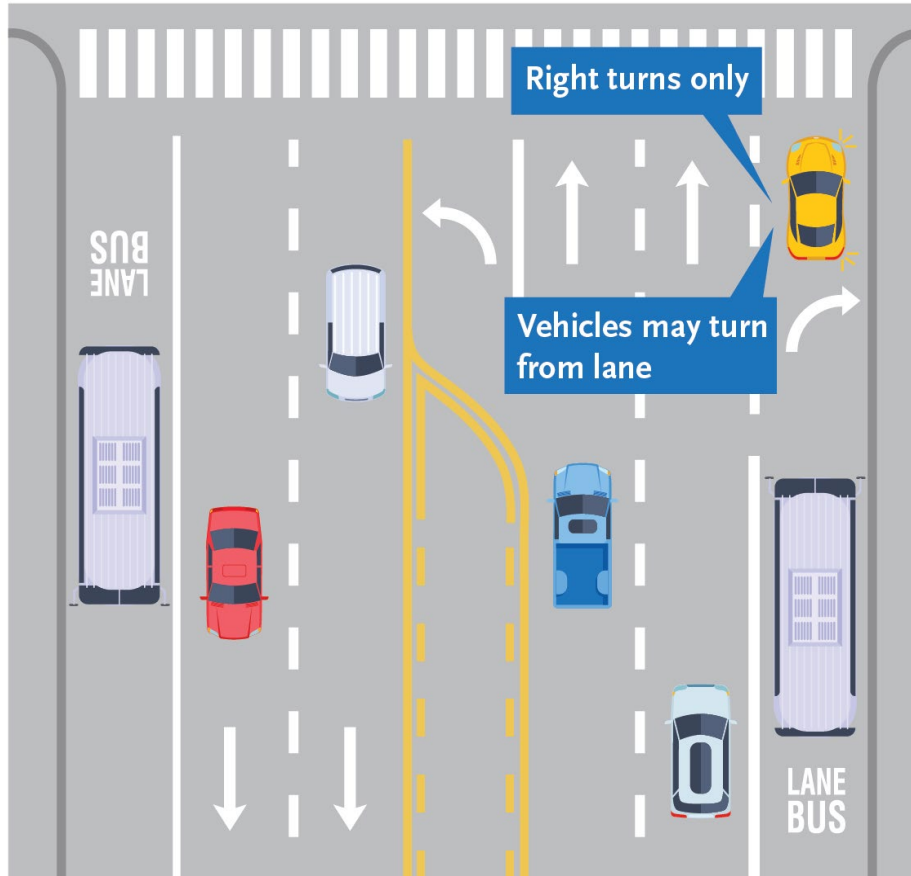 Right turns only
LANE
BUS
Vehicles may turn
from lane
LANE
BUS